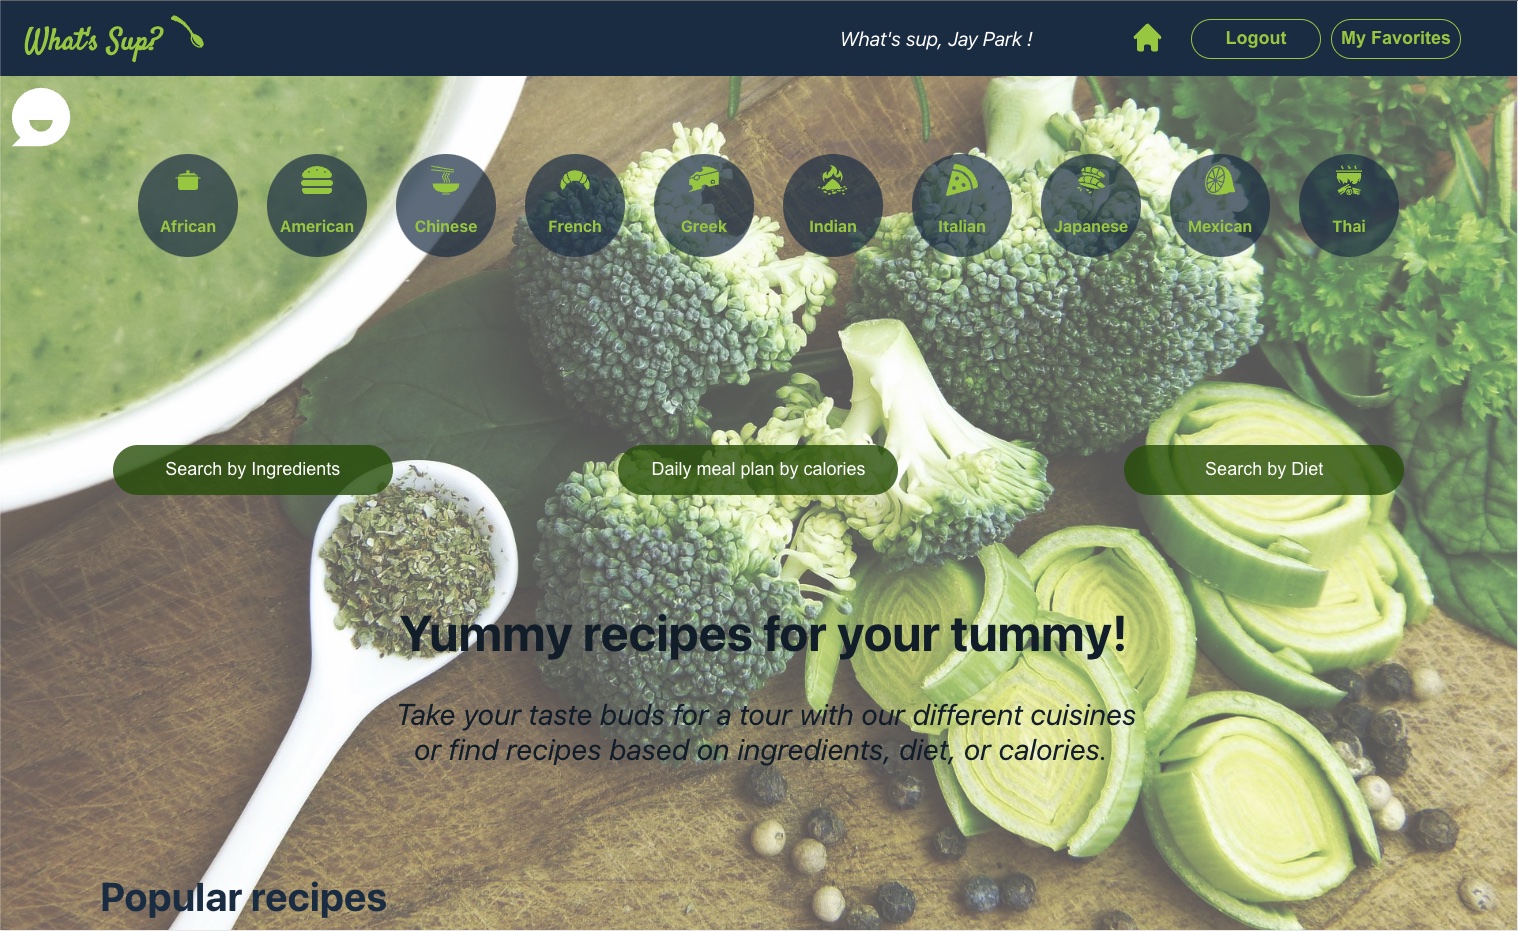 What's Sup?
What's sup, Jay Park !
Logout
My Favorites
African
American
Chinese
French
Greek
Indian
Italian
Japanese
Mexican
Thai
Search by Ingredients
Daily meal plan by calories
Search by Diet
Yummy recipes for your tummy!
Take your taste buds for a tour with our different cuisines
or find recipes based on ingredients, diet, or calories.
Popular recipes